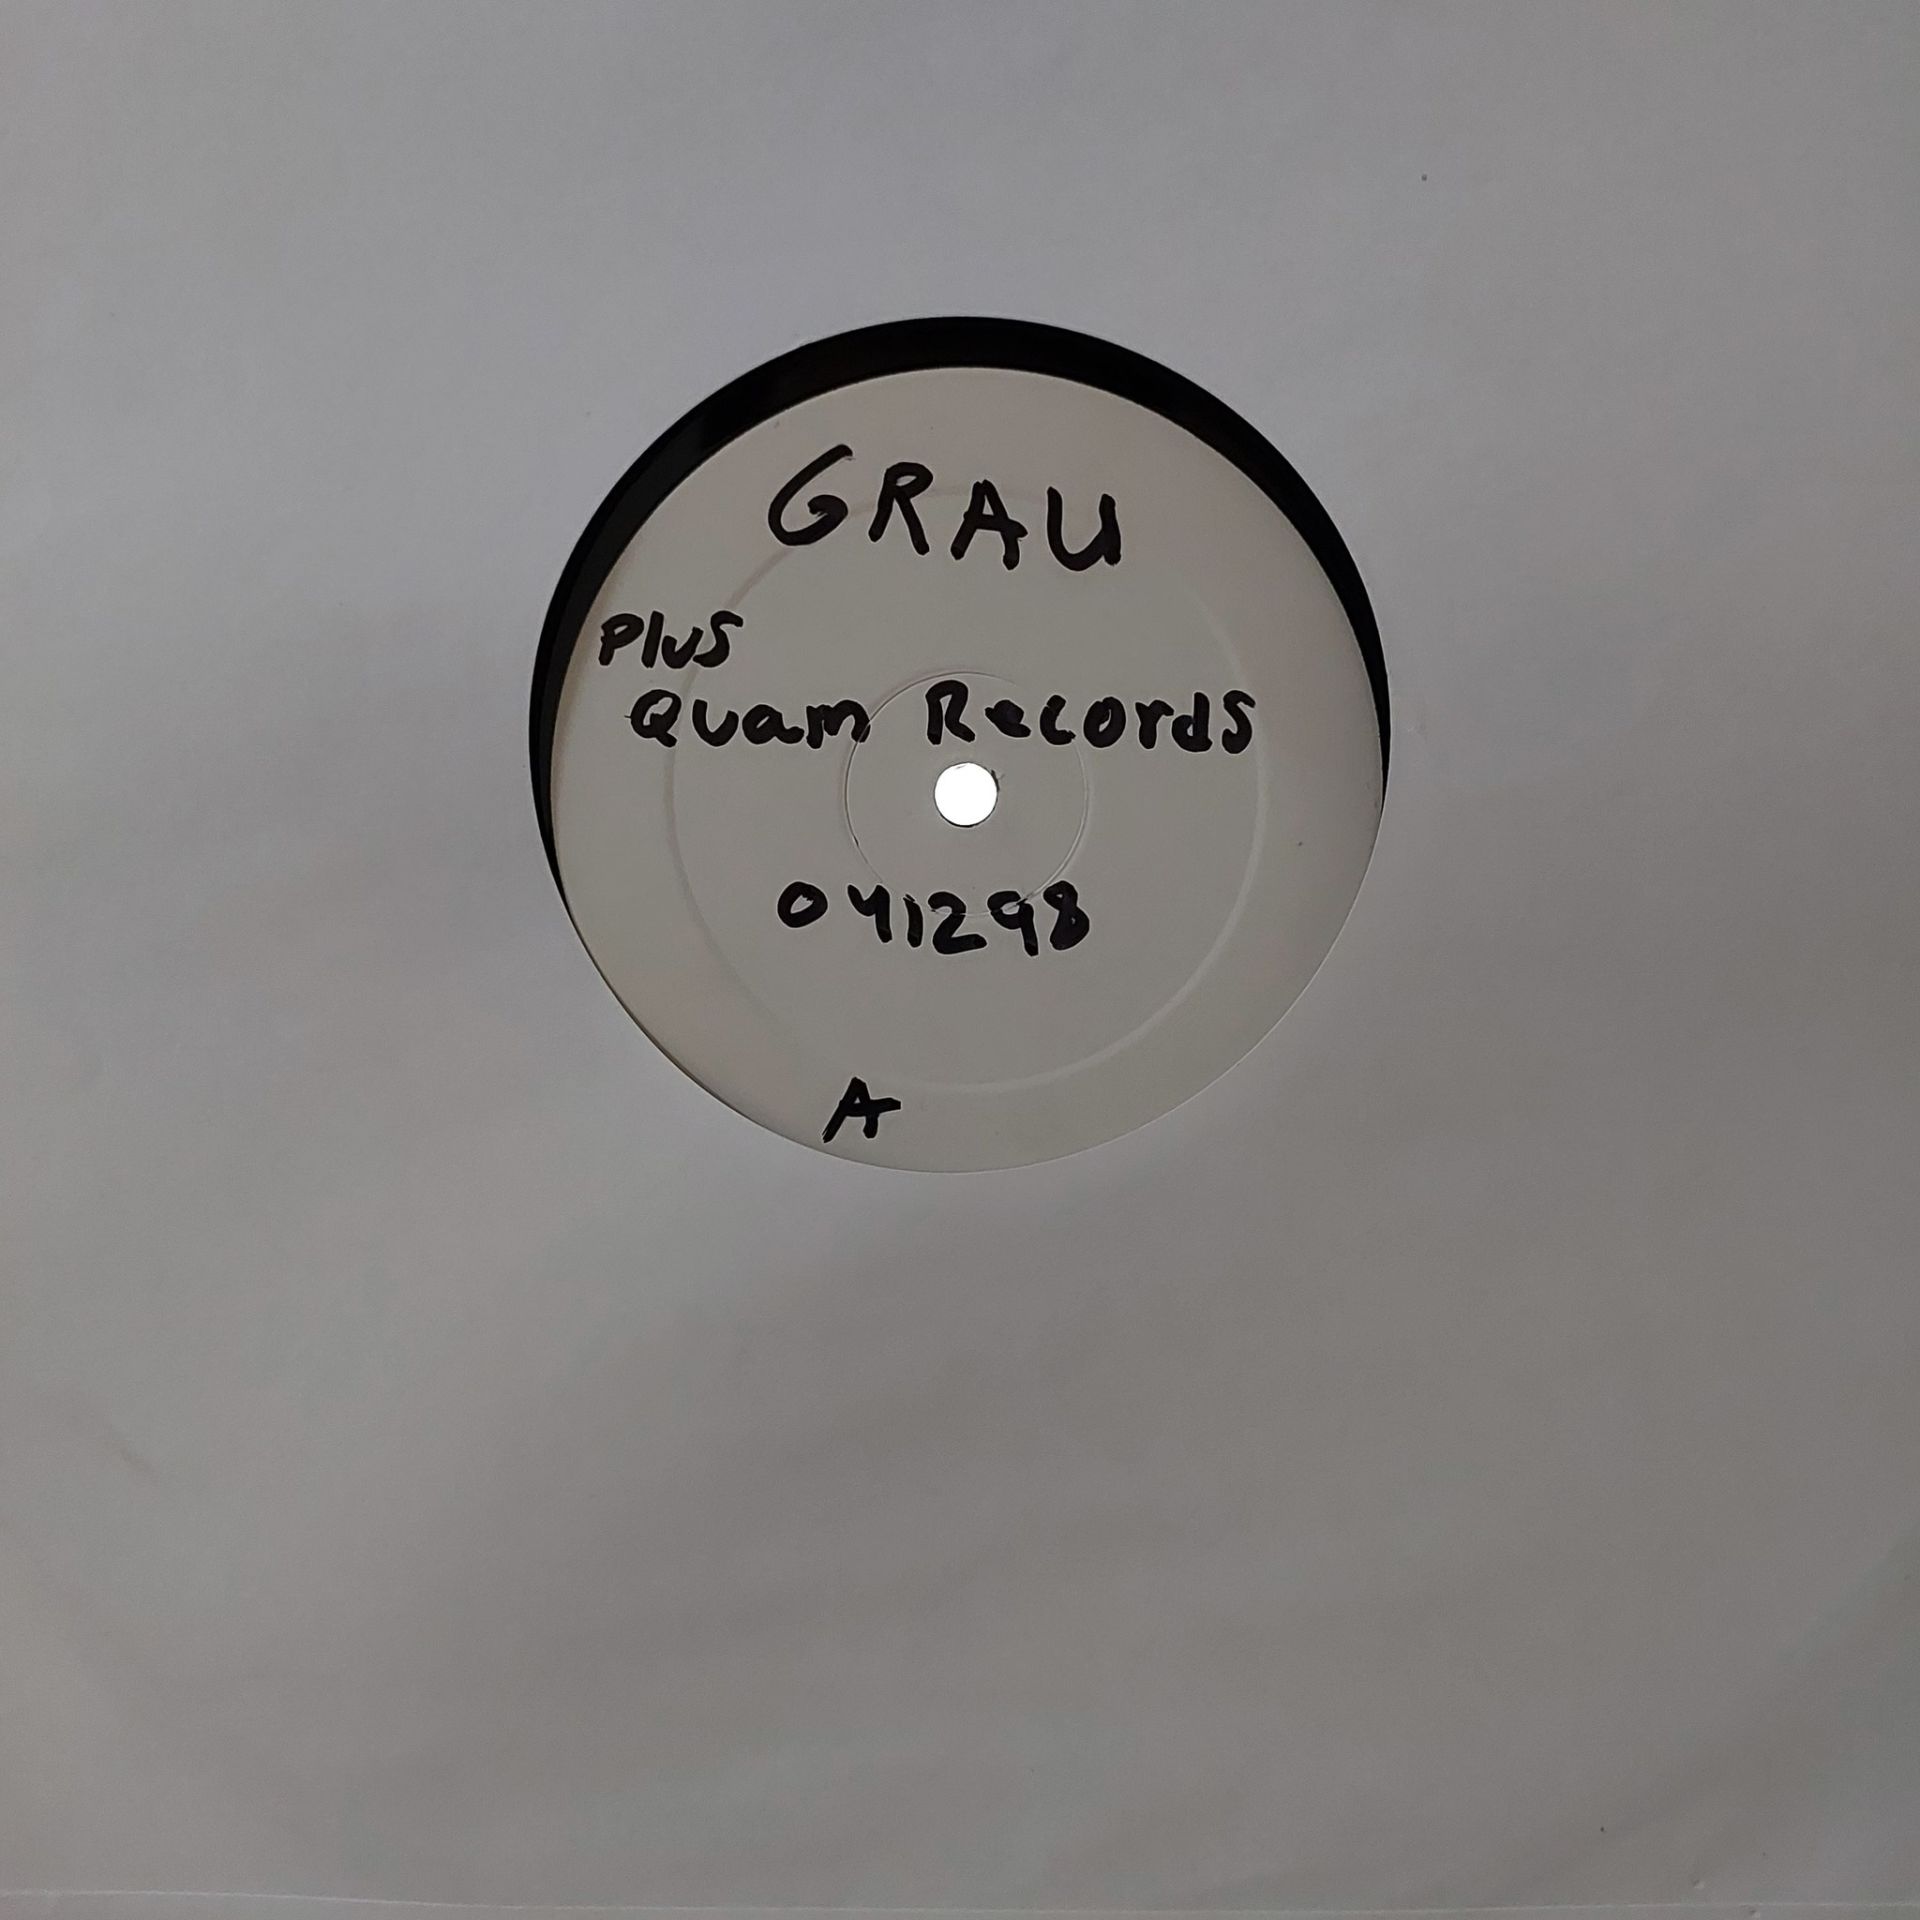 GRAU
Plus
Quam Records
041298
A